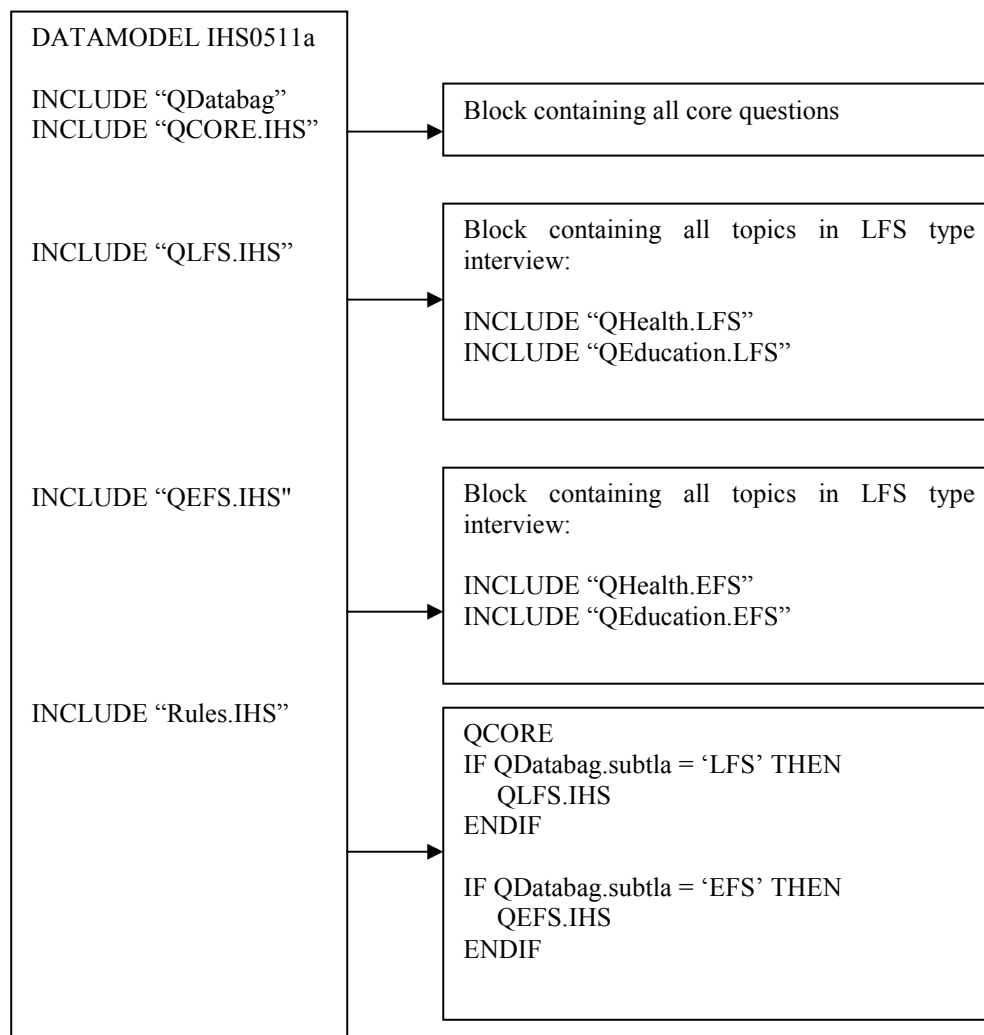 DATAMODEL IHS0511a
INCLUDE “QDatabag”
INCLUDE “QCORE.IHS”
INCLUDE “QLFS.IHS”
INCLUDE “QEFS.IHS"
INCLUDE “Rules.IHS”
Block containing all core questions
Block containing all topics in LFS type
interview:
INCLUDE “QHealth.LFS”
INCLUDE “QEducation.LFS”
Block containing all topics in LFS type
interview:
INCLUDE “QHealth.EFS”
INCLUDE “QEducation.EFS”
QCORE
IF QDatabag.subtla = ‘LFS’ THEN
QLFS.IHS
ENDIF
IF QDatabag.subtla = ‘EFS’ THEN
QEFS.IHS
ENDIF